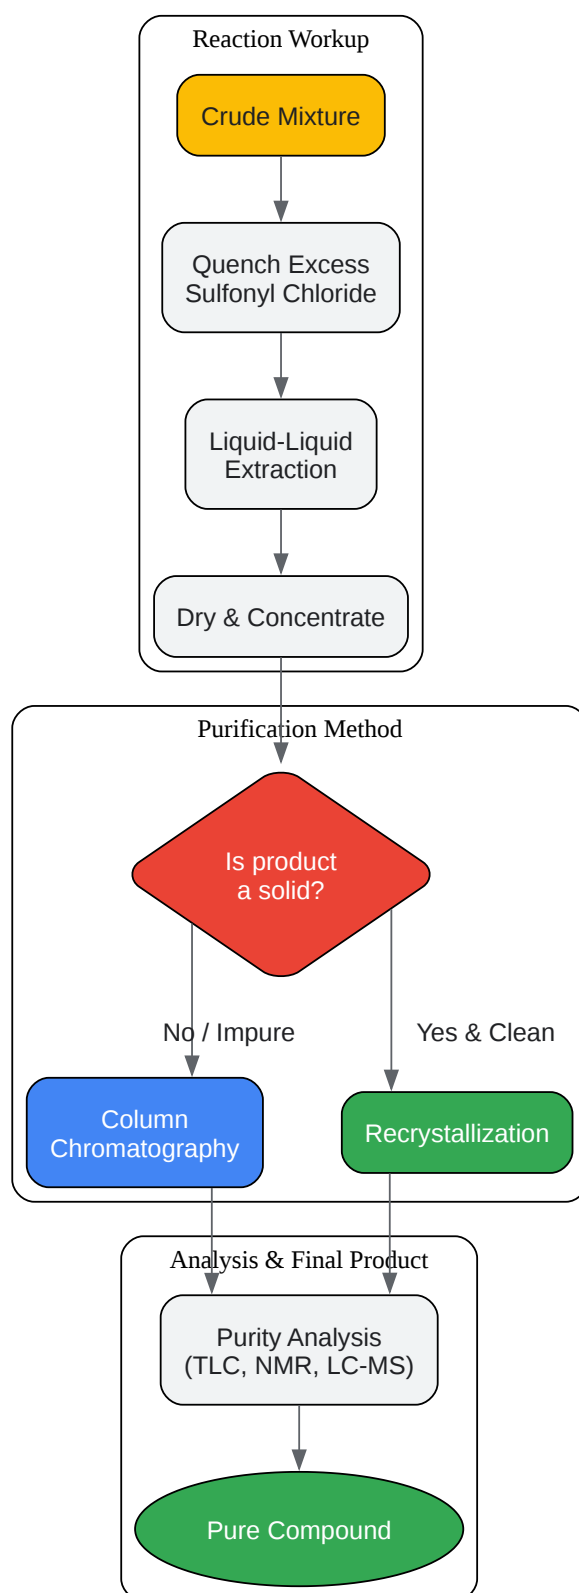 Reaction Workup
Crude Mixture
Quench Excess
Sulfonyl Chloride
Liquid-Liquid
Extraction
Dry & Concentrate
Purification Method
Is product
a solid?
No / Impure
Yes & Clean
Column
Chromatography
Recrystallization
Analysis & Final Product
Purity Analysis
(TLC, NMR, LC-MS)
Pure Compound